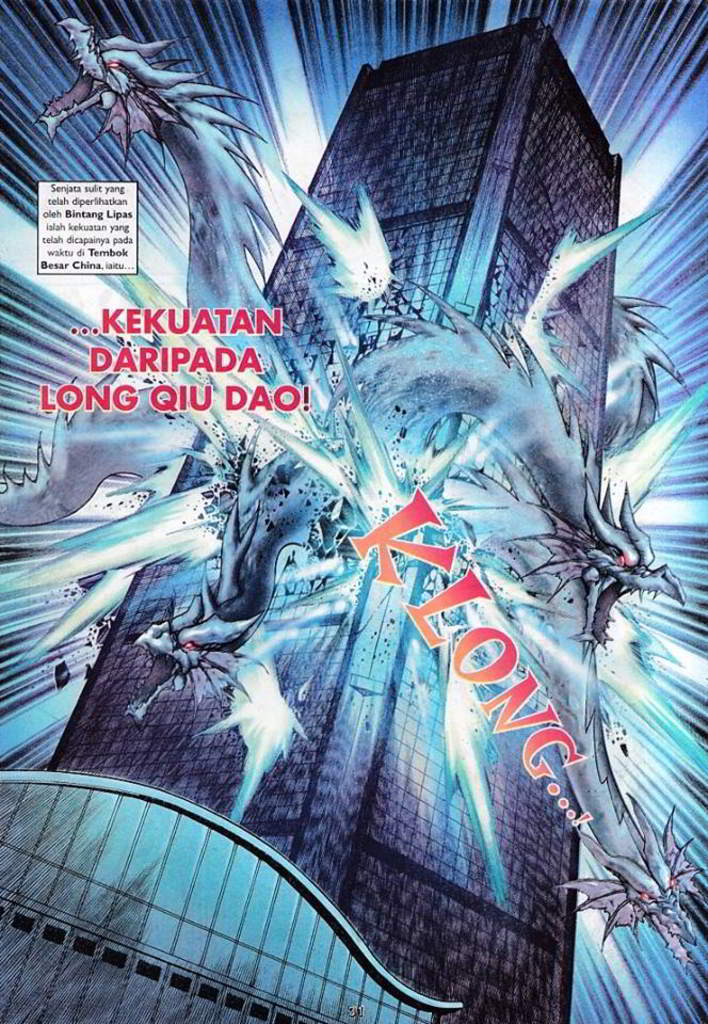 Senjata sulit yang
telah diperlihatkan
oleh Bintang Lipas
ialah kekuatan yang
telah dicapainya pada
waktu di Tembok
Besar China, iaitu...
...KEKUATAN
DARIPADA
LONG QIU DAO!
KLONG...!
31